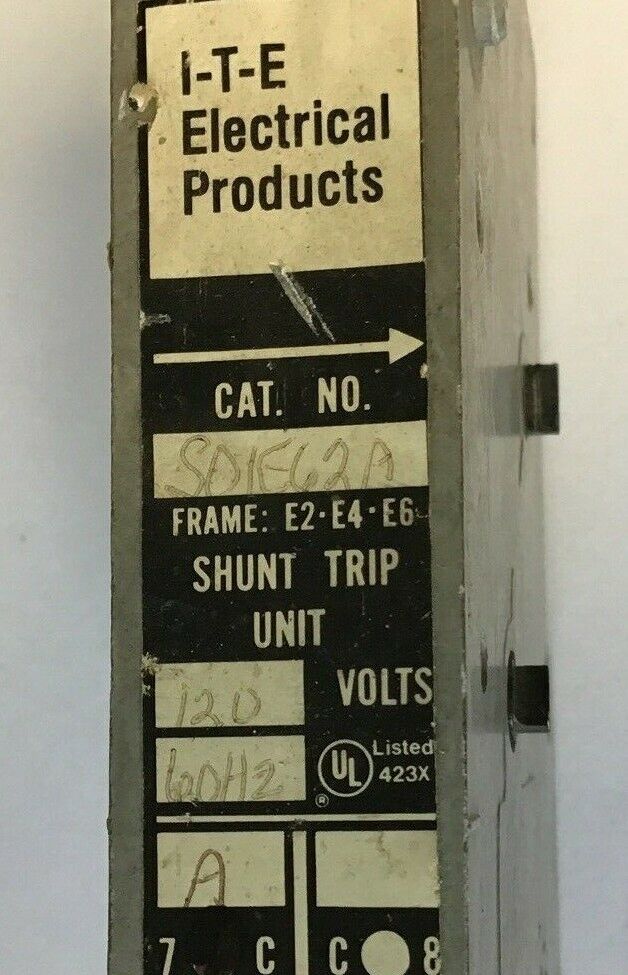 I-T-E
Electrical
Products
CAT. NO.
SD1E62A
FRAME: E2·E4·E6
SHUNT TRIP
UNIT
120 VOLTS
60HZ
UL ® Listed
423X
A
7 C C 8